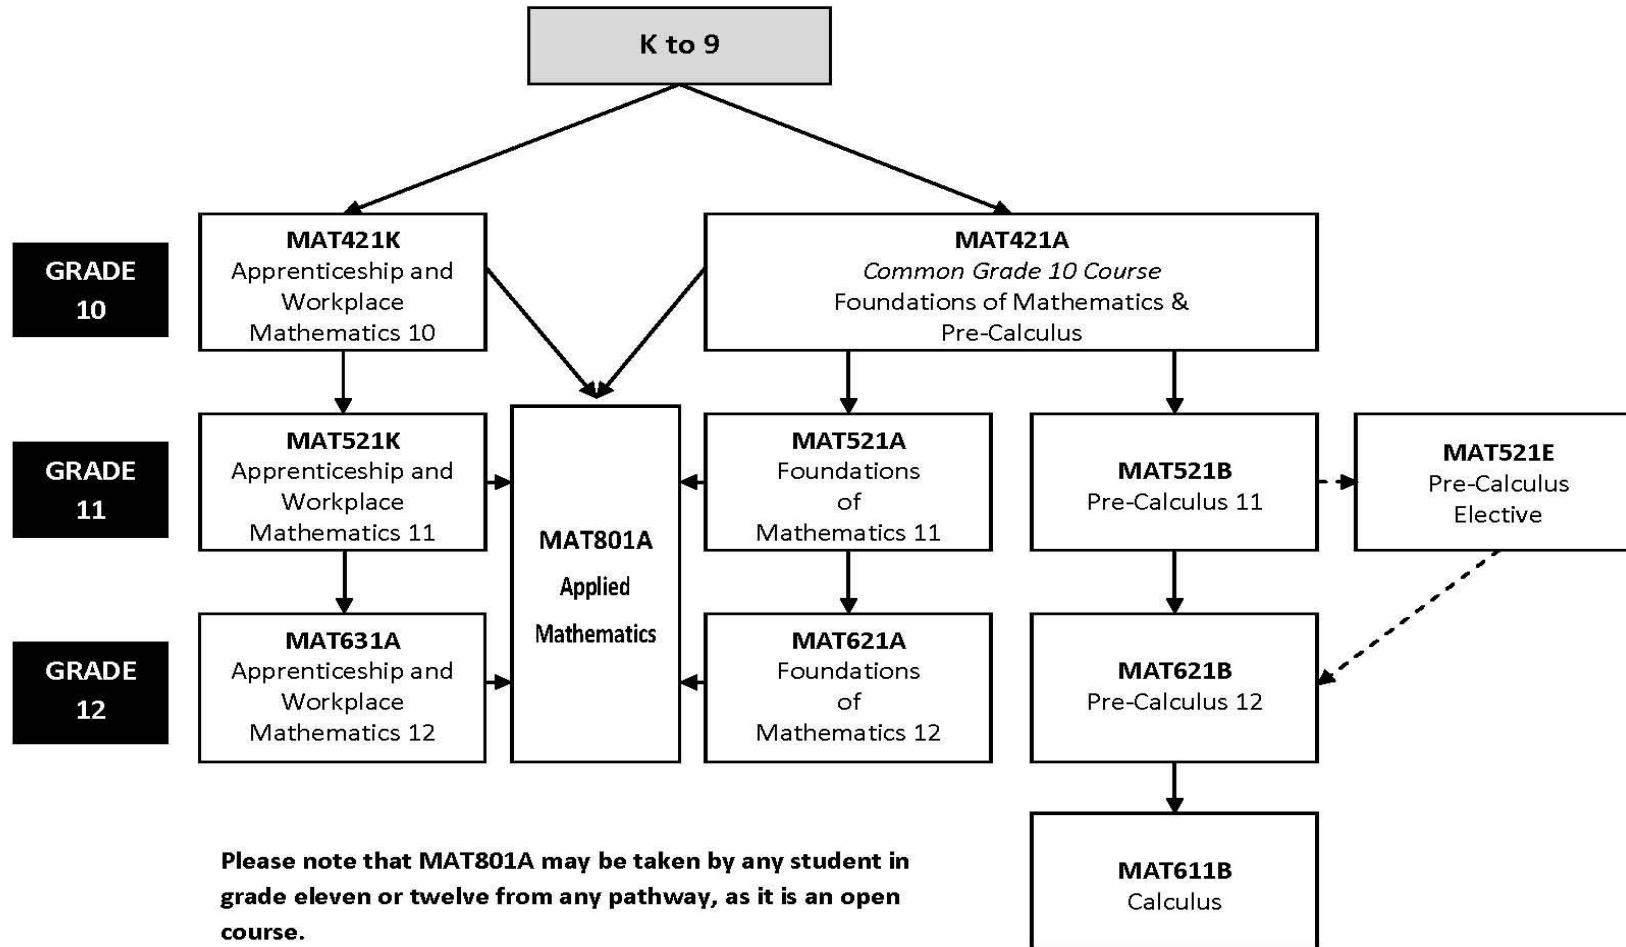 K to 9
GRADE
10
MAT421K
Apprenticeship and
Workplace
Mathematics 10
MAT421A
Common Grade 10 Course
Foundations of Mathematics &
Pre-Calculus
GRADE
11
MAT521K
Apprenticeship and
Workplace
Mathematics 11
MAT801A
Applied
Mathematics
MAT521A
Foundations
of
Mathematics 11
MAT521B
Pre-Calculus 11
MAT521E
Pre-Calculus
Elective
GRADE
12
MAT631A
Apprenticeship and
Workplace
Mathematics 12
MAT621A
Foundations
of
Mathematics 12
MAT621B
Pre-Calculus 12
MAT611B
Calculus
Please note that MAT801A may be taken by any student in
grade eleven or twelve from any pathway, as it is an open
course.